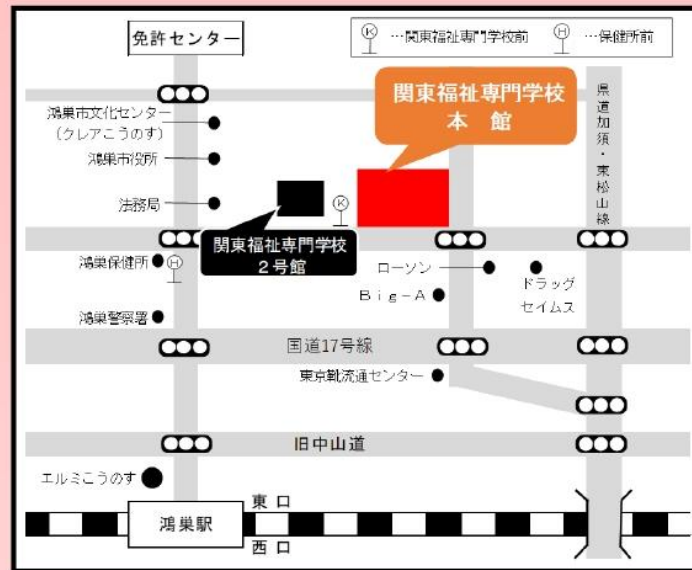 免許センター
Ⓚ …関東福祉専門学校前 Ⓗ …保健所前
関東福祉専門学校
本 館
県道加須・東松山線
鴻巣市文化センター
(クレアこうのす)
鴻巣市役所
法務局
Ⓚ
関東福祉専門学校
2号館
鴻巣保健所
Ⓗ
ローソン
ドラッグ
セイムス
Big-A
鴻巣警察署
国道17号線
東京靴流通センター
旧中山道
エルミこうのす
東口
鴻巣駅
西口